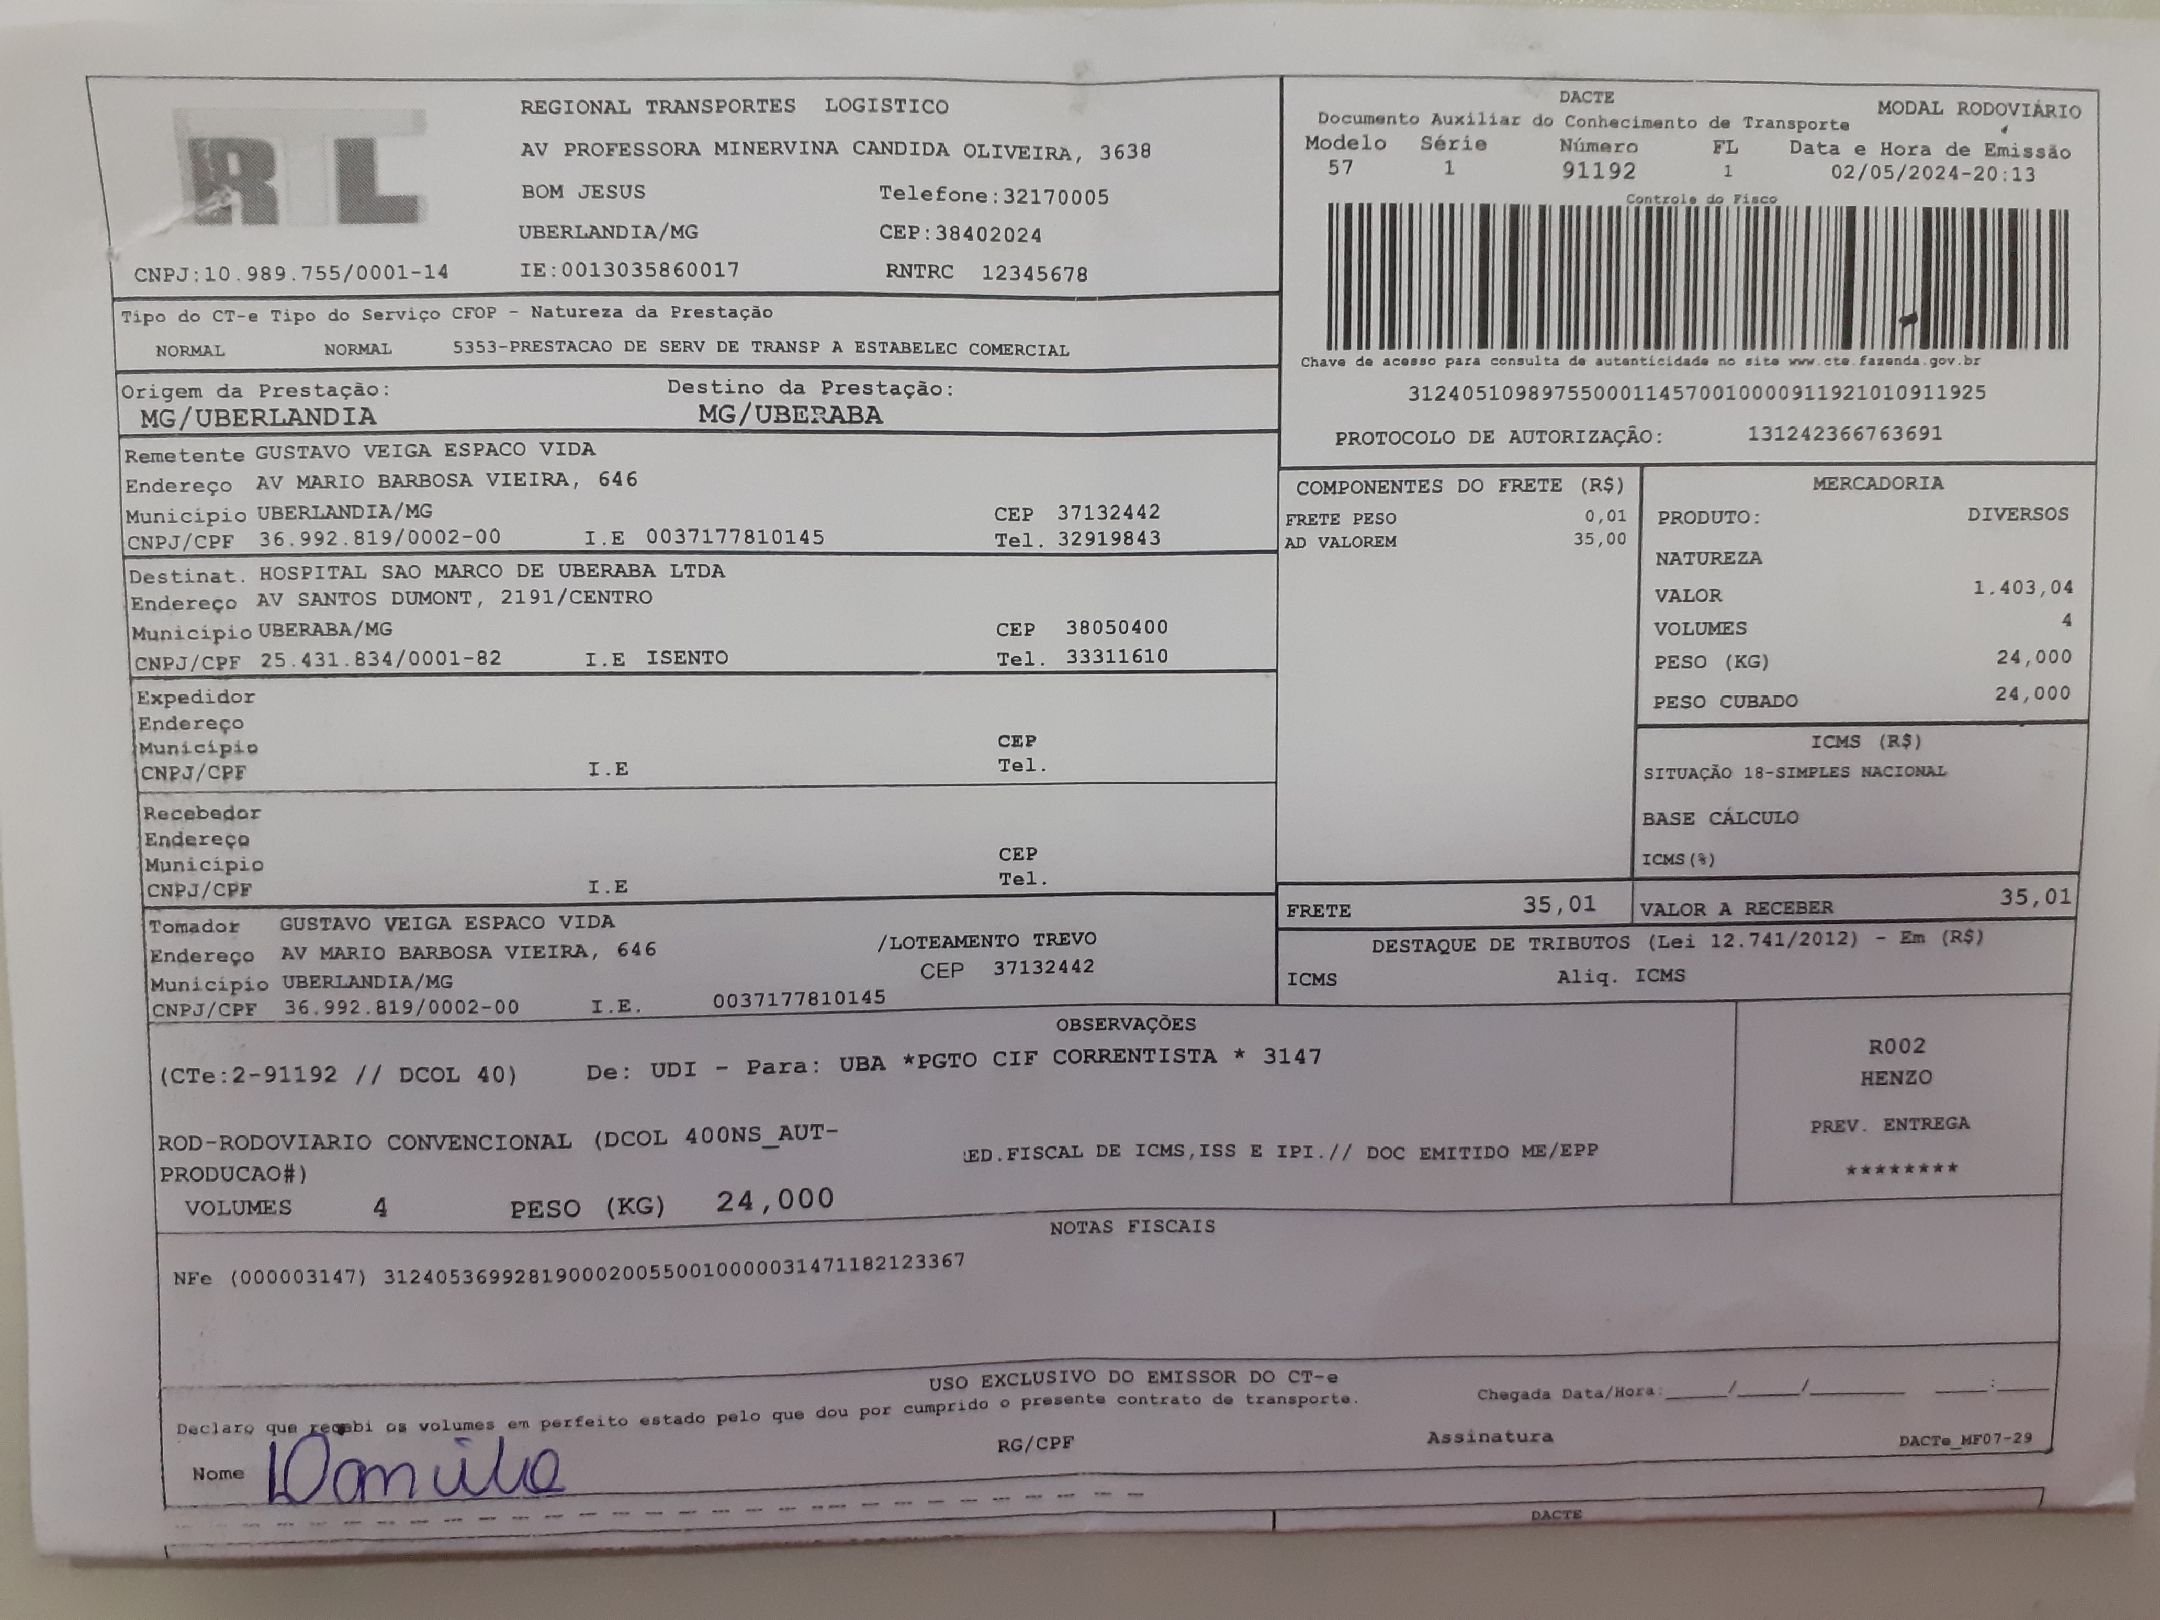 RTL
REGIONAL TRANSPORTES LOGISTICO
AV PROFESSORA MINERVINA CANDIDA OLIVEIRA, 3638
BOM JESUS Telefone:32170005
UBERLANDIA/MG CEP:38402024
CNPJ:10.989.755/0001-14 IE:0013035860017 RNTRC 12345678
DACTE
MODAL RODOVIÁRIO
Documento Auxiliar do Conhecimento de Transporte
Modelo Série Número FL Data e Hora de Emissão
57 1 91192 1 02/05/2024-20:13
Controle do Fisco
Chave de acesso para consulta de autenticidade no site www.cte.fazenda.gov.br
31240510989755000114570010000911921010911925
PROTOCOLO DE AUTORIZAÇÃO: 131242366763691
Tipo do CT-e Tipo do Serviço CFOP - Natureza da Prestação
NORMAL NORMAL 5353-PRESTACAO DE SERV DE TRANSP A ESTABELEC COMERCIAL
Origem da Prestação: Destino da Prestação:
MG/UBERLANDIA MG/UBERABA
Remetente GUSTAVO VEIGA ESPACO VIDA
Endereço AV MARIO BARBOSA VIEIRA, 646
Município UBERLANDIA/MG CEP 37132442
CNPJ/CPF 36.992.819/0002-00 I.E 0037177810145 Tel. 32919843
Destinat. HOSPITAL SAO MARCO DE UBERABA LTDA
Endereço AV SANTOS DUMONT, 2191/CENTRO
Município UBERABA/MG CEP 38050400
CNPJ/CPF 25.431.834/0001-82 I.E ISENTO Tel. 33311610
Expedidor
Endereço
Município CEP
CNPJ/CPF I.E Tel.
Recebedor
Endereço
Município CEP
CNPJ/CPF I.E Tel.
Tomador GUSTAVO VEIGA ESPACO VIDA
Endereço AV MARIO BARBOSA VIEIRA, 646 /LOTEAMENTO TREVO
Município UBERLANDIA/MG CEP 37132442
CNPJ/CPF 36.992.819/0002-00 I.E. 0037177810145
COMPONENTES DO FRETE (R$)
FRETE PESO 0,01
AD VALOREM 35,00
MERCADORIA
PRODUTO: DIVERSOS
NATUREZA
VALOR 1.403,04
VOLUMES 4
PESO (KG) 24,000
PESO CUBADO 24,000
ICMS (R$)
SITUAÇÃO 18-SIMPLES NACIONAL
BASE CÁLCULO
ICMS(%)
FRETE 35,01 VALOR A RECEBER 35,01
DESTAQUE DE TRIBUTOS (Lei 12.741/2012) - Em (R$)
ICMS Aliq. ICMS
OBSERVAÇÕES
(CTe:2-91192 // DCOL 40) De: UDI - Para: UBA *PGTO CIF CORRENTISTA * 3147
ROD-RODOVIARIO CONVENCIONAL (DCOL 400NS_AUT-
PRODUCAO#)
ED.FISCAL DE ICMS,ISS E IPI.// DOC EMITIDO ME/EPP
VOLUMES 4 PESO (KG) 24,000
R002
HENZO
PREV. ENTREGA
********
NOTAS FISCAIS
NFe (000003147) 31240536992819000200550010000031471182123367
USO EXCLUSIVO DO EMISSOR DO CT-e
Declaro que recebi os volumes em perfeito estado pelo que dou por cumprido o presente contrato de transporte.
Chegada Data/Hora:_____/_____/_______ ____:____
Nome Danilo RG/CPF Assinatura DACTe_MF07-29
DACTE